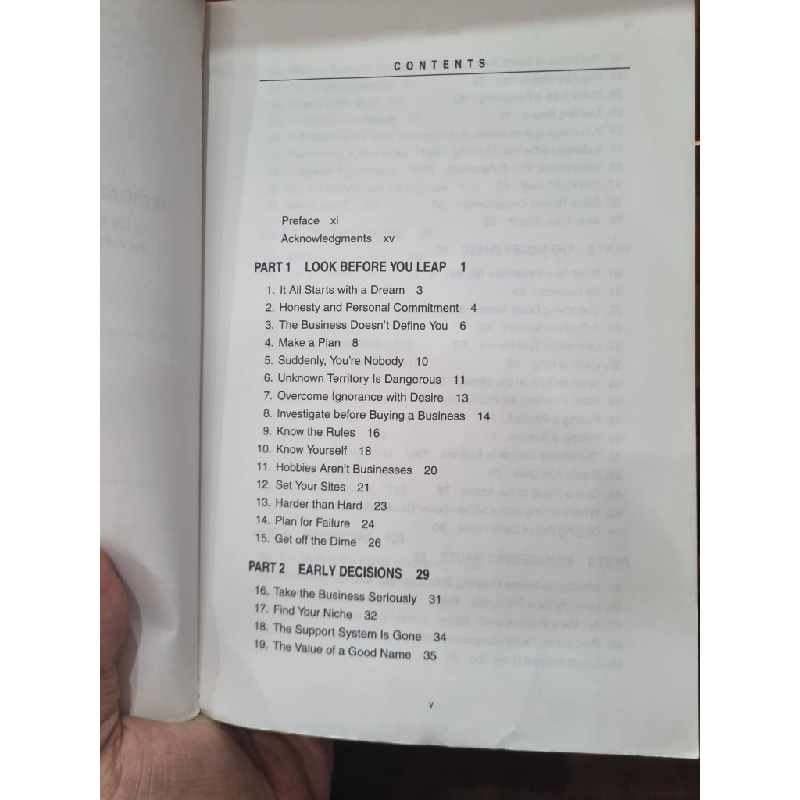 CONTENTS
Preface xi
Acknowledgments xv
PART 1 LOOK BEFORE YOU LEAP 1
1. It All Starts with a Dream 3
2. Honesty and Personal Commitment 4
3. The Business Doesn't Define You 6
4. Make a Plan 8
5. Suddenly, You're Nobody 10
6. Unknown Territory Is Dangerous 11
7. Overcome Ignorance with Desire 13
8. Investigate before Buying a Business 14
9. Know the Rules 16
10. Know Yourself 18
11. Hobbies Aren't Businesses 20
12. Set Your Sites 21
13. Harder than Hard 23
14. Plan for Failure 24
15. Get off the Dime 26
PART 2 EARLY DECISIONS 29
16. Take the Business Seriously 31
17. Find Your Niche 32
18. The Support System Is Gone 34
19. The Value of a Good Name 35
v